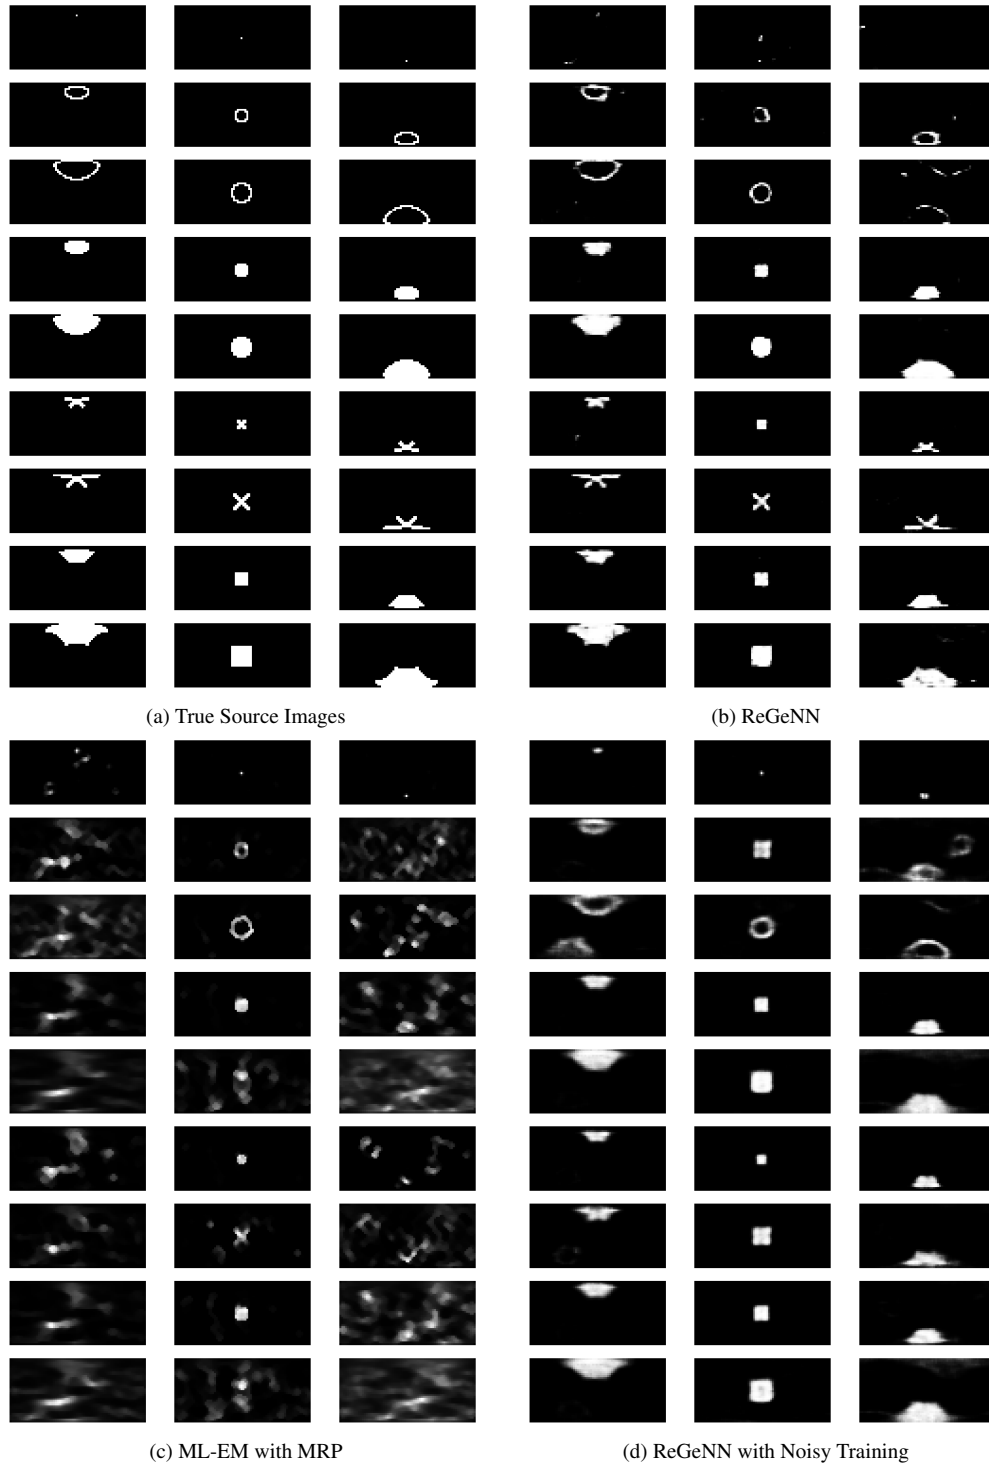 (a) True Source Images
(b) ReGeNN
(c) ML-EM with MRP
(d) ReGeNN with Noisy Training